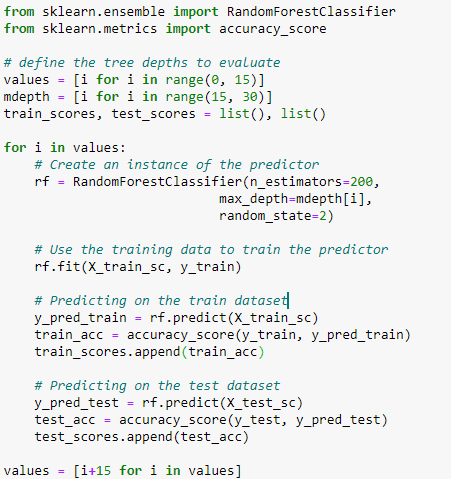 from sklearn.ensemble import RandomForestClassifier
from sklearn.metrics import accuracy_score
# define the tree depths to evaluate
values = [i for i in range(0, 15)]
mdepth = [i for i in range(15, 30)]
train_scores, test_scores = list(), list()
for i in values:
    # Create an instance of the predictor
    rf = RandomForestClassifier(n_estimators=200,
                                max_depth=mdepth[i],
                                random_state=2)
    # Use the training data to train the predictor
    rf.fit(X_train_sc, y_train)
    # Predicting on the train dataset
    y_pred_train = rf.predict(X_train_sc)
    train_acc = accuracy_score(y_train, y_pred_train)
    train_scores.append(train_acc)
    # Predicting on the test dataset
    y_pred_test = rf.predict(X_test_sc)
    test_acc = accuracy_score(y_test, y_pred_test)
    test_scores.append(test_acc)
values = [i+15 for i in values]